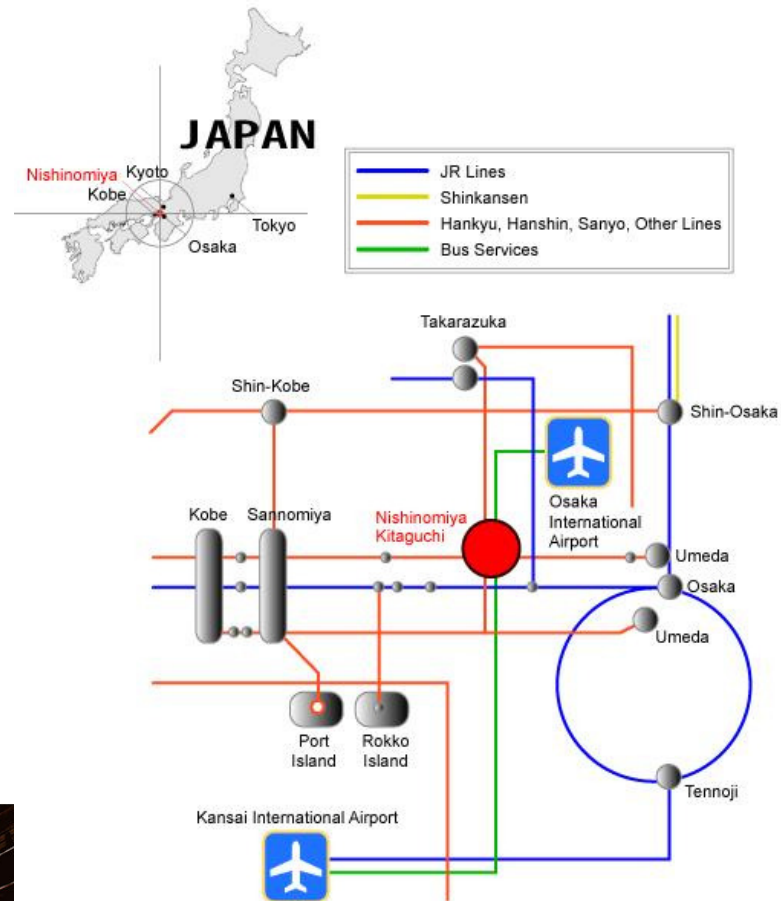 JAPAN
Nishinomiya
Kyoto
Kobe
Tokyo
Osaka
JR Lines
Shinkansen
Hankyu, Hanshin, Sanyo, Other Lines
Bus Services
Takarazuka
Shin-Kobe
Shin-Osaka
Osaka
International
Airport
Kobe
Sannomiya
Nishinomiya
Kitaguchi
Umeda
Osaka
Umeda
Port
Island
Rokko
Island
Tennoji
Kansai International Airport